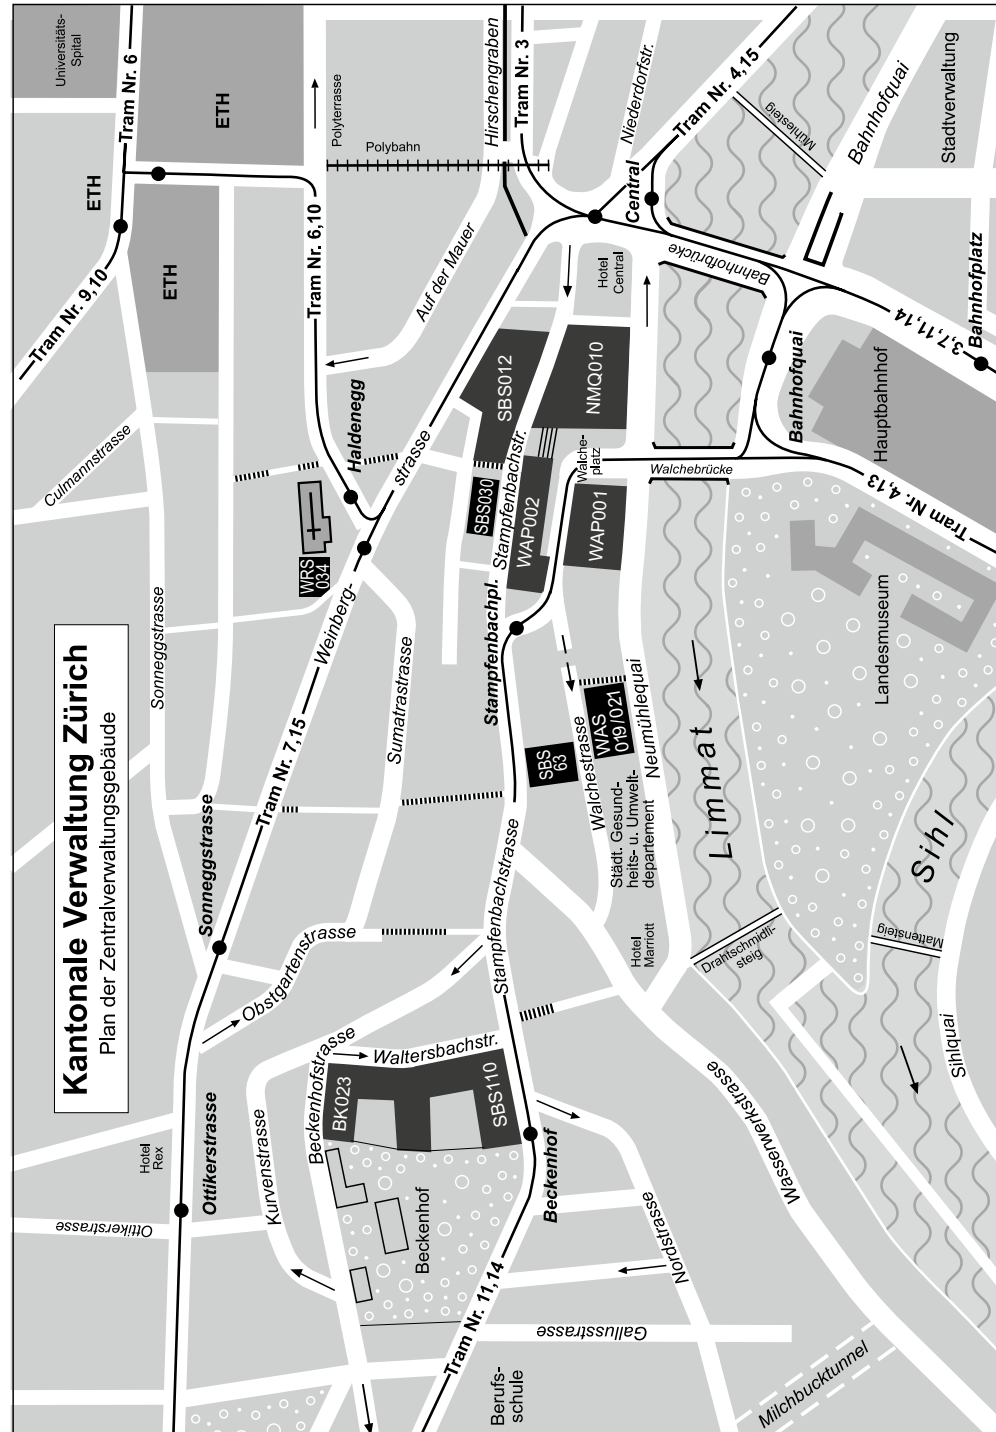 Kantonale Verwaltung Zürich
Plan der Zentralverwaltungsgebäude
Universitäts-
Spital
Tram Nr. 6
ETH
ETH
ETH
Tram Nr. 9,10
Polyterrasse
Polybahn
Hirschengraben
Tram Nr. 3
Niederdorfstr.
Tram Nr. 4,15
Mühlesteig
Bahnhofquai
Stadtverwaltung
Central
Tram Nr. 6,10
Auf der Mauer
Hotel
Central
Bahnhofbrücke
3,7,11,14
Bahnhofplatz
Bahnhofquai
Hauptbahnhof
SBS012
NMQ010
Haldenegg
Culmannstrasse
strasse
Stampfenbachstr.
Walche-
platz
Walchebrücke
Tram Nr. 4,13
SBS030
WAP002
WAP001
WRS
034
Weinberg-
Sonneggstrasse
Sumatrastrasse
Stampfenbachpl.
Landesmuseum
Neumühlequai
WAS
019/021
SBS
63
Walchestrasse
Städt. Gesund-
heits- u. Umwelt-
departement
Limmat
Sihl
Tram Nr. 7,15
Sonneggstrasse
Stampfenbachstrasse
Obstgartenstrasse
Hotel
Marriott
Drahtschmidli-
steig
Mattensteig
Sihlquai
Beckenhofstrasse
Waltersbachstr.
BK023
SBS110
Kurvenstrasse
Wasserwerkstrasse
Hotel
Rex
Ottikerstrasse
Ottikerstrasse
Beckenhof
Beckenhof
Nordstrasse
Tram Nr. 11,14
Gallusstrasse
Berufs-
schule
Milchbucktunnel